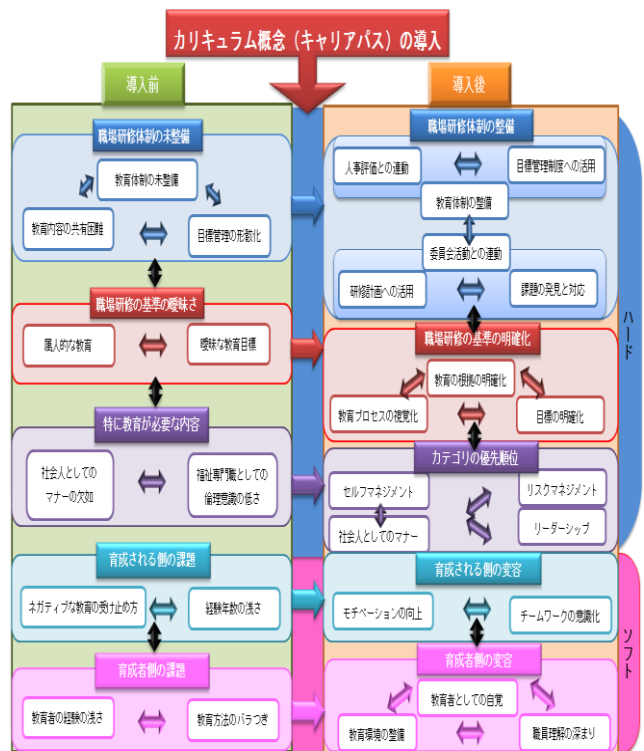 カリキュラム概念（キャリアパス）の導入
導入前
導入後
職場研修体制の未整備
教育体制の未整備
教育内容の共有困難
目標管理の形骸化
職場研修体制の整備
人事評価との連動
目標管理制度への活用
教育体制の整備
委員会活動との連動
研修計画への活用
課題の発見と対応
職場研修の基準の曖昧さ
属人的な教育
曖昧な教育目標
職場研修の基準の明確化
教育の根拠の明確化
教育プロセスの視覚化
目標の明確化
特に教育が必要な内容
社会人としての
マナーの欠如
福祉専門職としての
倫理意識の低さ
カテゴリの優先順位
セルフマネジメント
リスクマネジメント
社会人としてのマナー
リーダーシップ
ハード
育成される側の課題
ネガティブな教育の受け止め方
経験年数の浅さ
育成される側の変容
モチベーションの向上
チームワークの意識化
育成者側の課題
教育者の経験の浅さ
教育方法のバラつき
育成者側の変容
教育者としての自覚
教育環境の整備
職員理解の深まり
ソフト